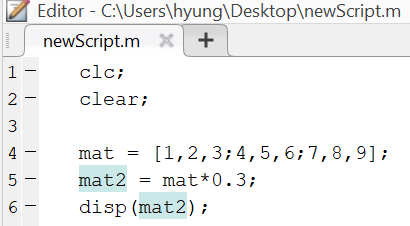 Editor - C:\Users\hyung\Desktop\newScript.m
newScript.m
1 clc;
2 clear;
3
4 mat = [1,2,3;4,5,6;7,8,9];
5 mat2 = mat*0.3;
6 disp(mat2);